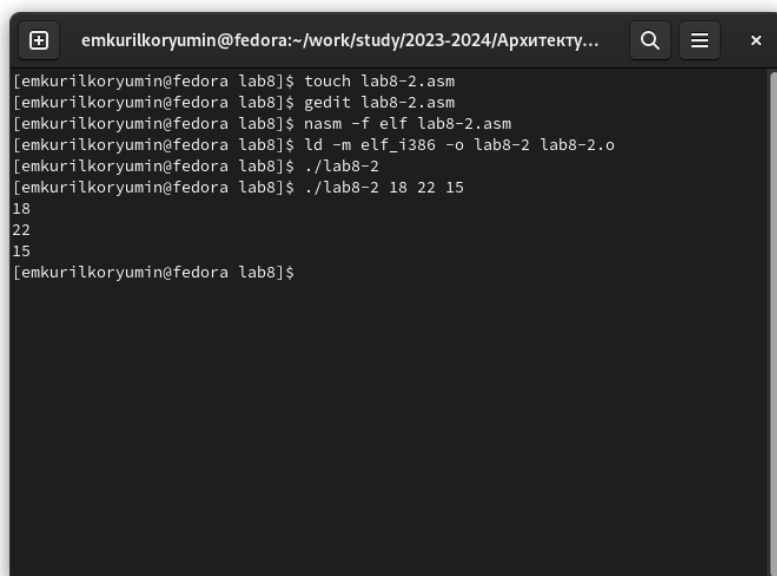 emkurilkoryumin@fedora:~/work/study/2023-2024/Архитекту...
[emkurilkoryumin@fedora lab8]$ touch lab8-2.asm
[emkurilkoryumin@fedora lab8]$ gedit lab8-2.asm
[emkurilkoryumin@fedora lab8]$ nasm -f elf lab8-2.asm
[emkurilkoryumin@fedora lab8]$ ld -m elf_i386 -o lab8-2 lab8-2.o
[emkurilkoryumin@fedora lab8]$ ./lab8-2
[emkurilkoryumin@fedora lab8]$ ./lab8-2 18 22 15
18
22
15
[emkurilkoryumin@fedora lab8]$